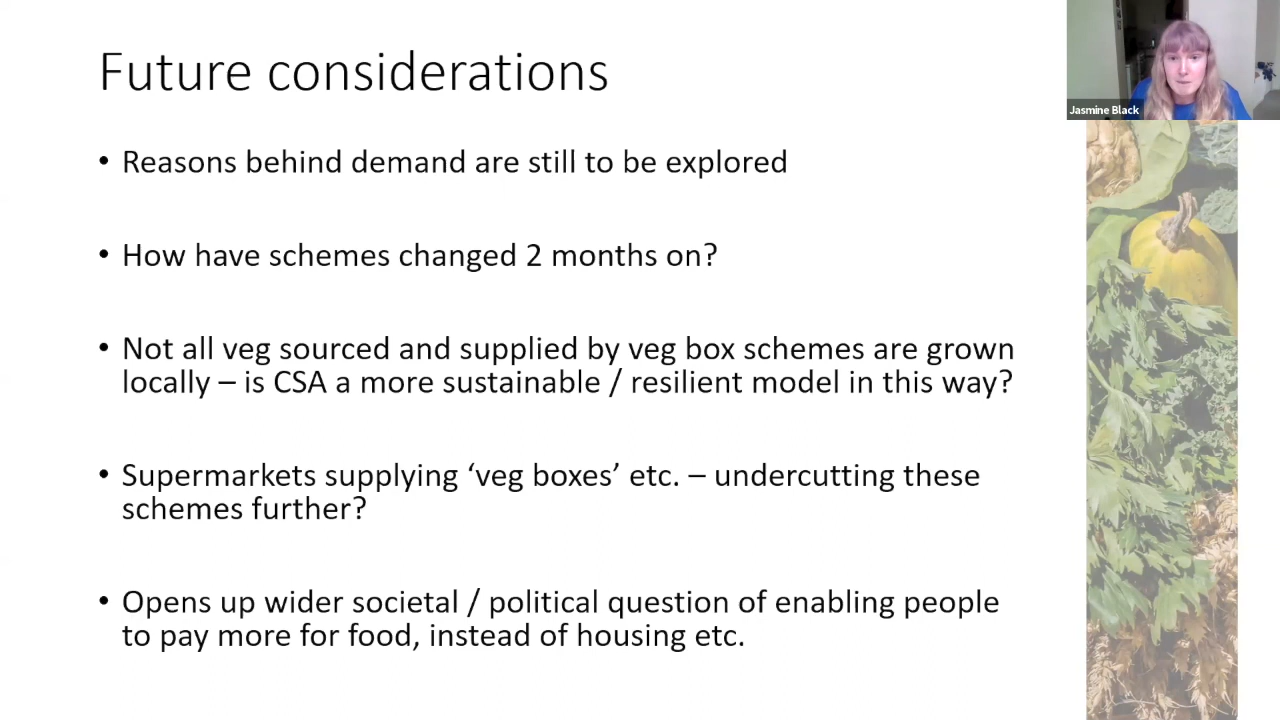 Future considerations
Jasmine Black
• Reasons behind demand are still to be explored
• How have schemes changed 2 months on?
• Not all veg sourced and supplied by veg box schemes are grown
locally – is CSA a more sustainable / resilient model in this way?
• Supermarkets supplying ‘veg boxes’ etc. – undercutting these
schemes further?
• Opens up wider societal / political question of enabling people
to pay more for food, instead of housing etc.